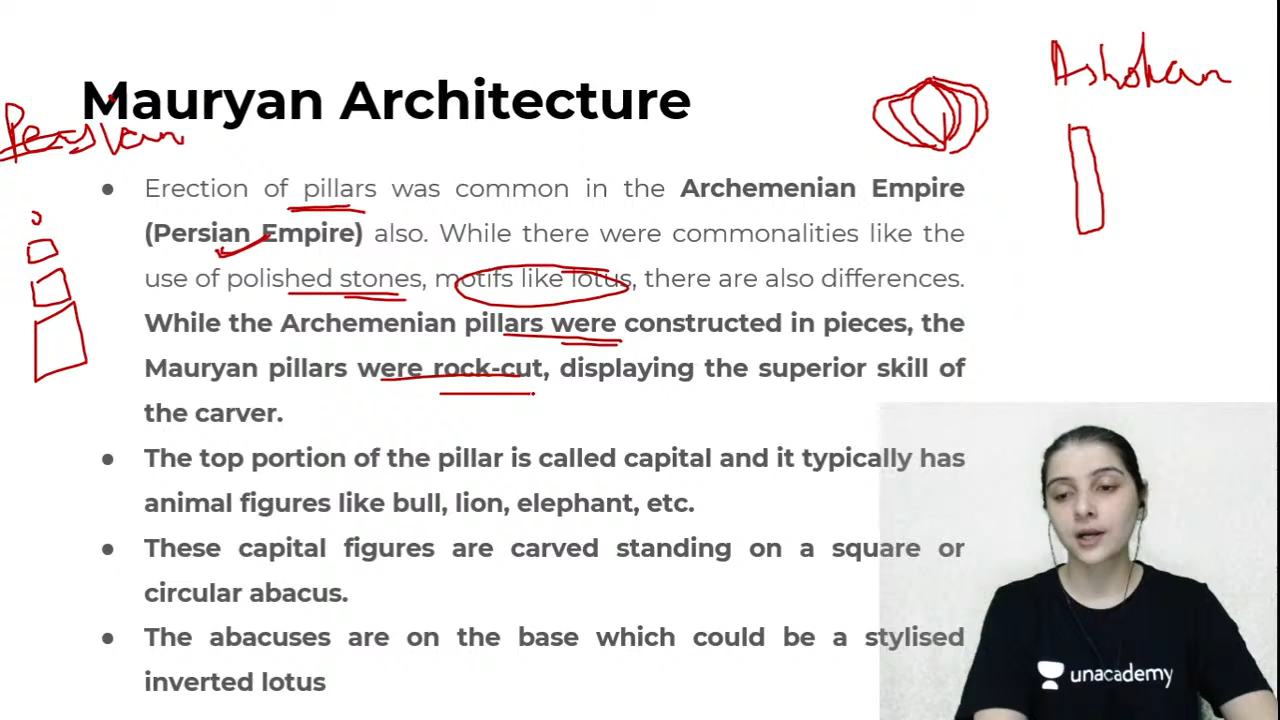 Ashokan
Mauryan Architecture
Persian
● Erection of pillars was common in the Archemenian Empire
(Persian Empire) also. While there were commonalities like the
use of polished stones, motifs like lotus, there are also differences.
While the Archemenian pillars were constructed in pieces, the
Mauryan pillars were rock-cut, displaying the superior skill of
the carver.
● The top portion of the pillar is called capital and it typically has
animal figures like bull, lion, elephant, etc.
● These capital figures are carved standing on a square or
circular abacus.
● The abacuses are on the base which could be a stylised
inverted lotus
unacademy